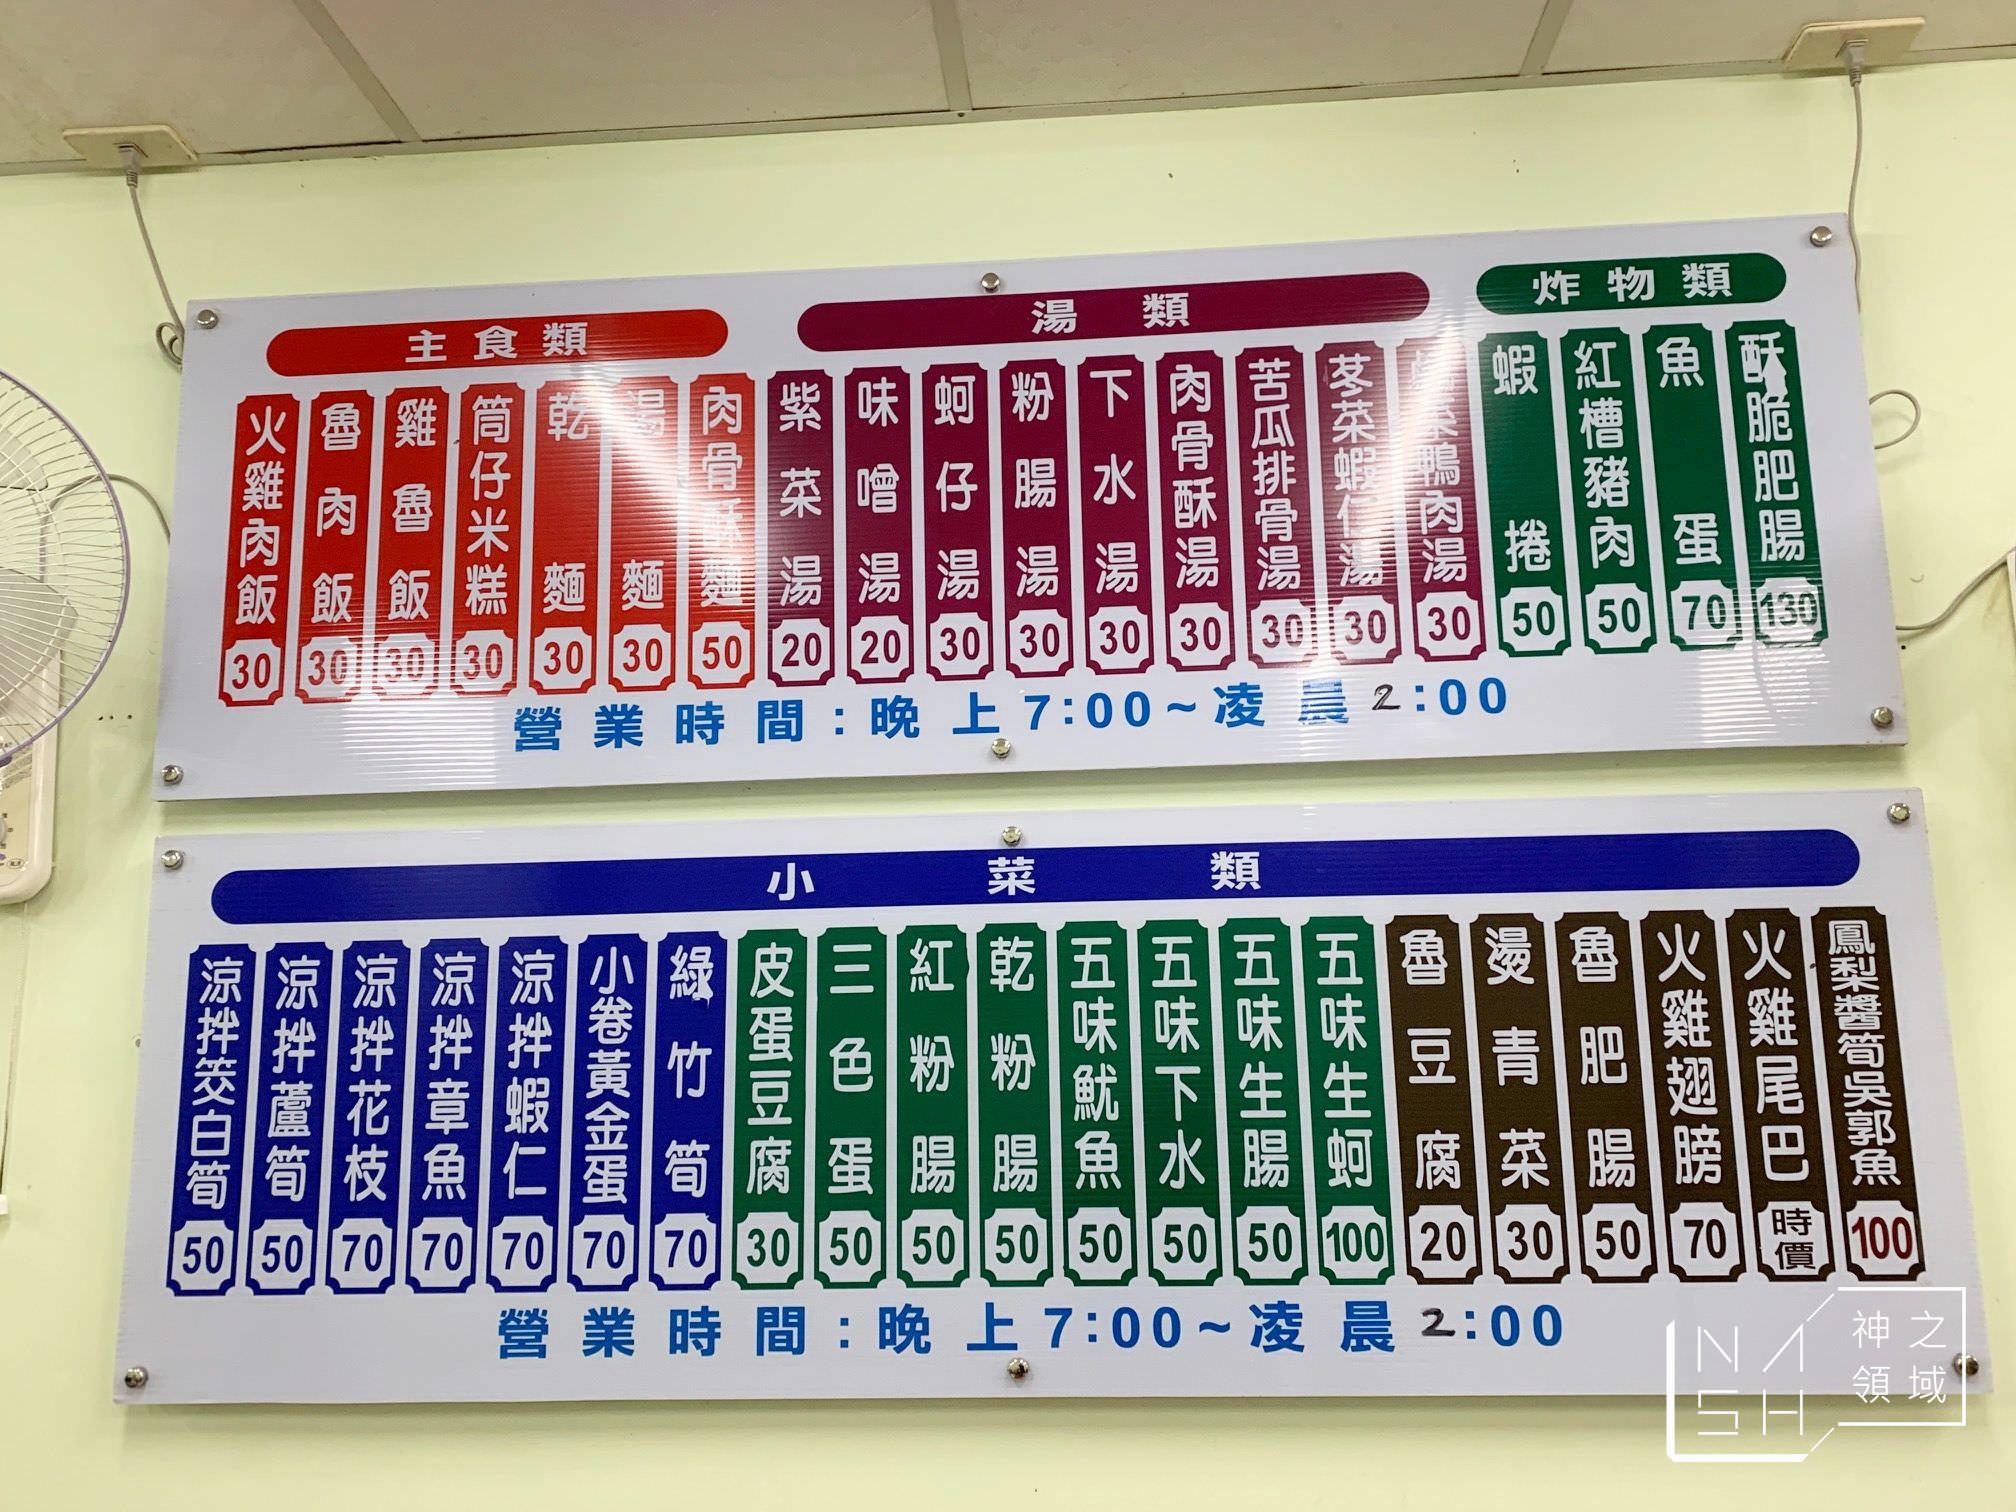 主食類
火雞肉飯 30
魯肉飯 30
雞魯飯 30
筒仔米糕 30
乾麵 30
湯麵 30
肉骨酥麵 50
湯類
紫菜湯 20
味噌湯 20
蚵仔湯 30
粉腸湯 30
下水湯 30
肉骨酥湯 30
苦瓜排骨湯 30
芗菜蝦仁湯 30
菜鴨肉湯 30
炸物類
蝦捲 50
紅槽豬肉 50
魚蛋 70
酥脆肥腸 130
營業時間:晚上7:00~凌晨2:00
小菜類
涼拌筊白筍 50
涼拌蘆筍 50
涼拌花枝 70
涼拌章魚 70
涼拌蝦仁 70
小卷黃金蛋 70
綠竹筍 70
皮蛋豆腐 30
三色蛋 50
紅粉腸 50
乾粉腸 50
五味魷魚 50
五味下水 50
五味生腸 50
五味生蚵 100
魯豆腐 20
燙青菜 30
魯肥腸 50
火雞翅膀 70
火雞尾巴 時價
鳳梨醬筍吳郭魚 100
營業時間:晚上7:00~凌晨2:00
NASH
神之領域